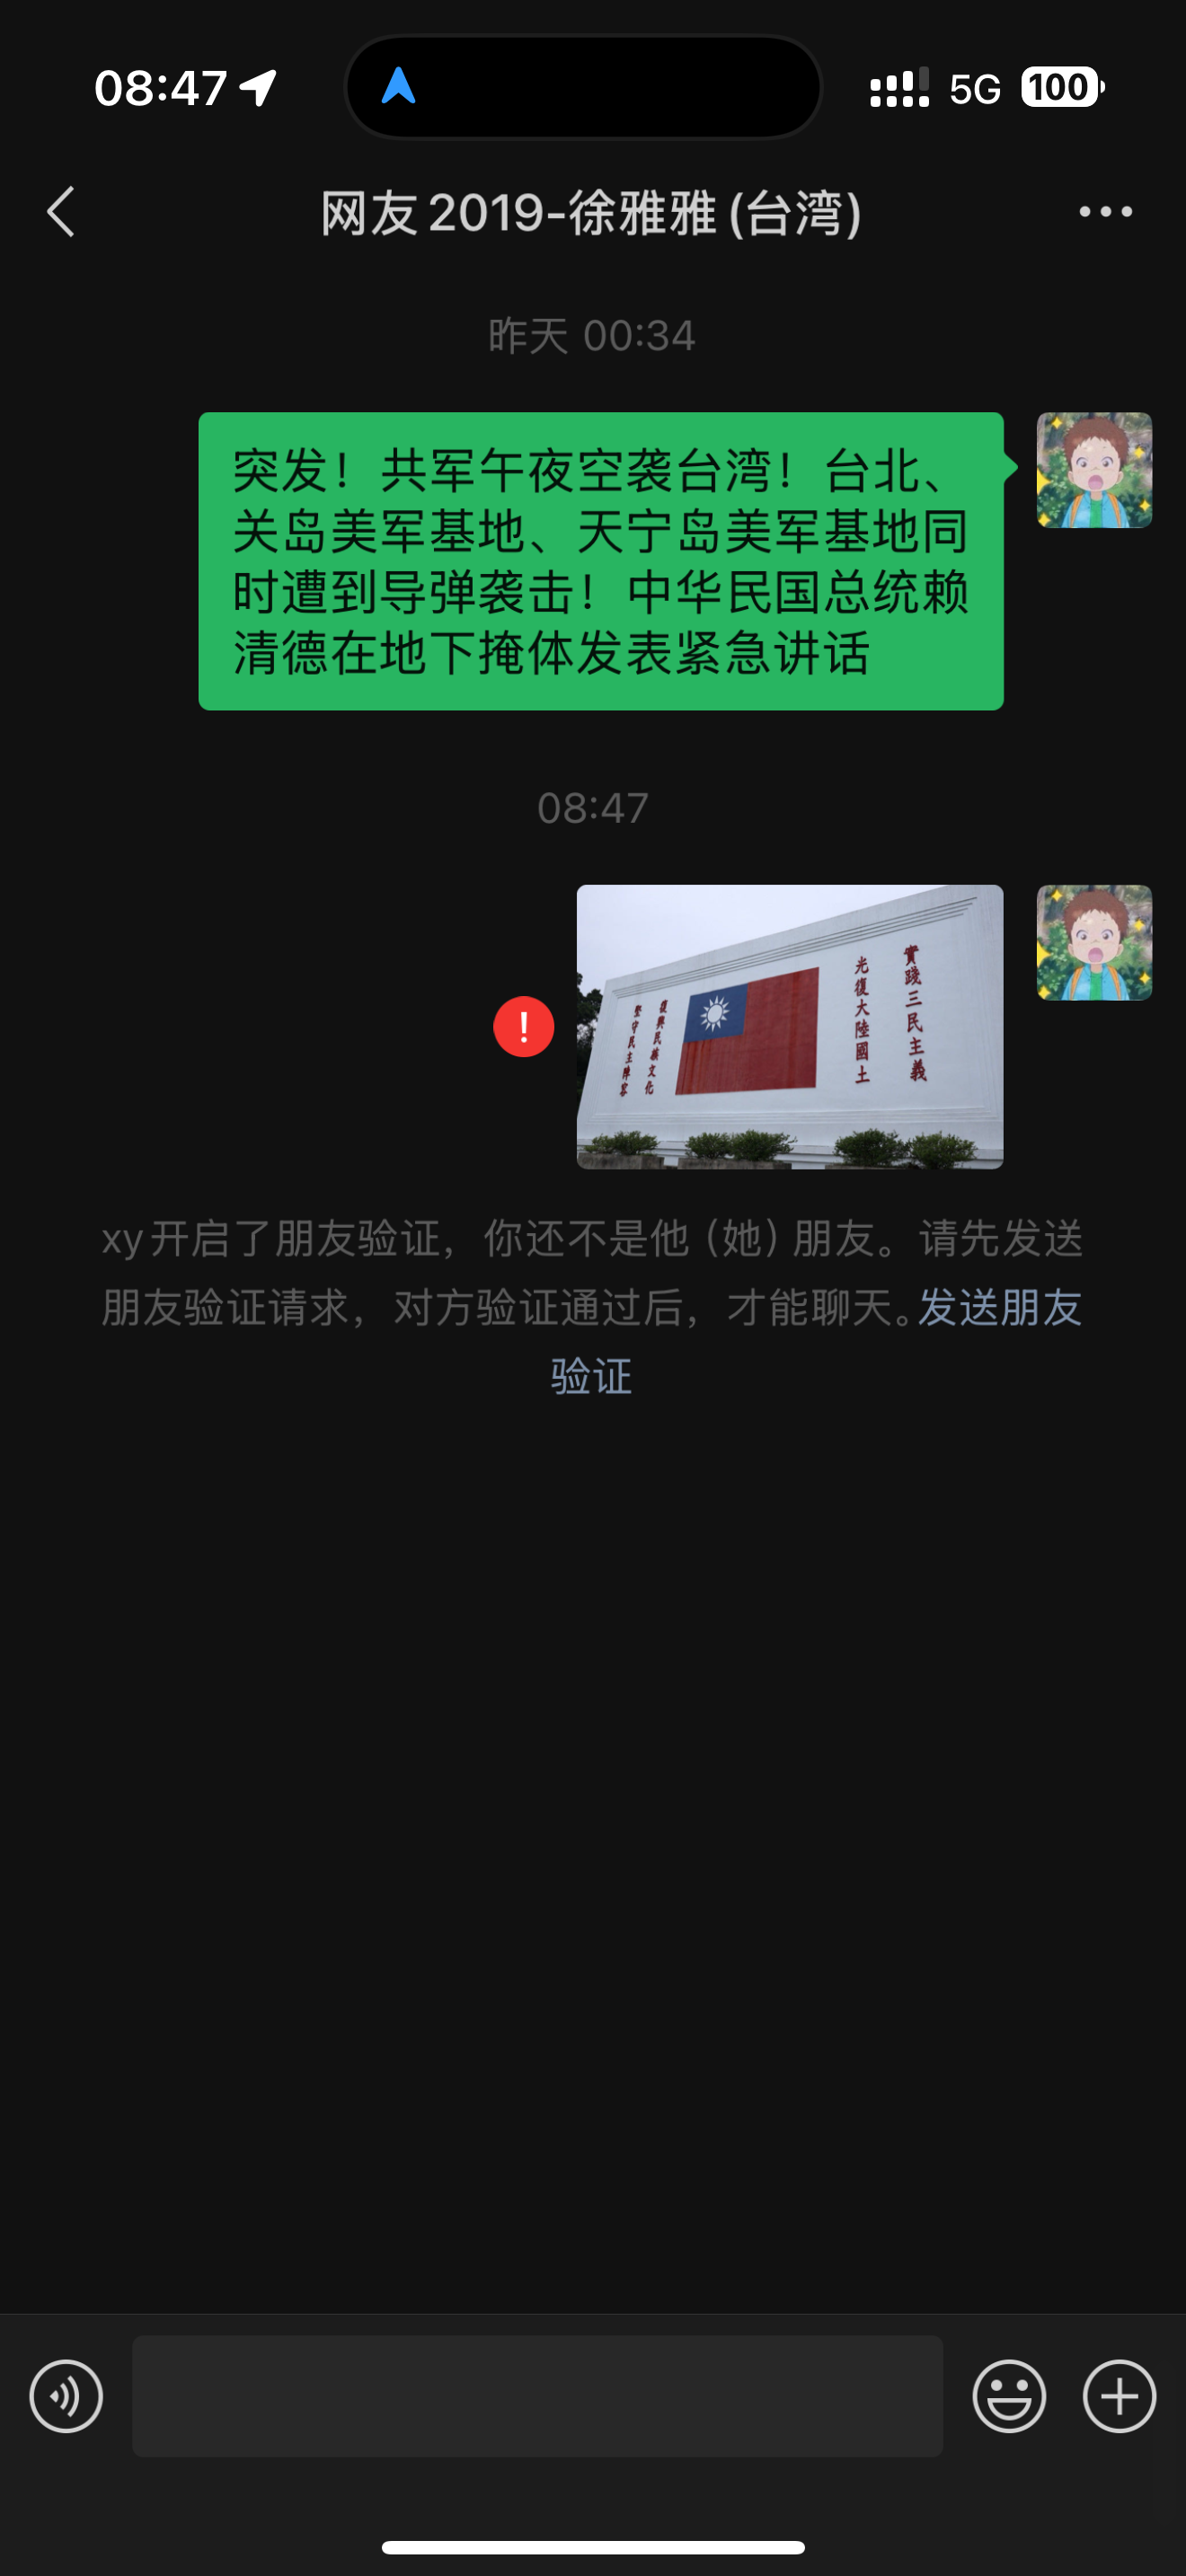 08:47
5G 100
网友2019-徐雅雅(台湾)
昨天 00:34
突发！共军午夜空袭台湾！台北、
关岛美军基地、天宁岛美军基地同
时遭到导弹袭击！中华民国总统赖
清德在地下掩体发表紧急讲话
08:47
實踐三民主義
光復大陸國土
復興民族文化
堅守民主陣容
xy开启了朋友验证，你还不是他（她）朋友。请先发送
朋友验证请求，对方验证通过后，才能聊天。发送朋友
验证